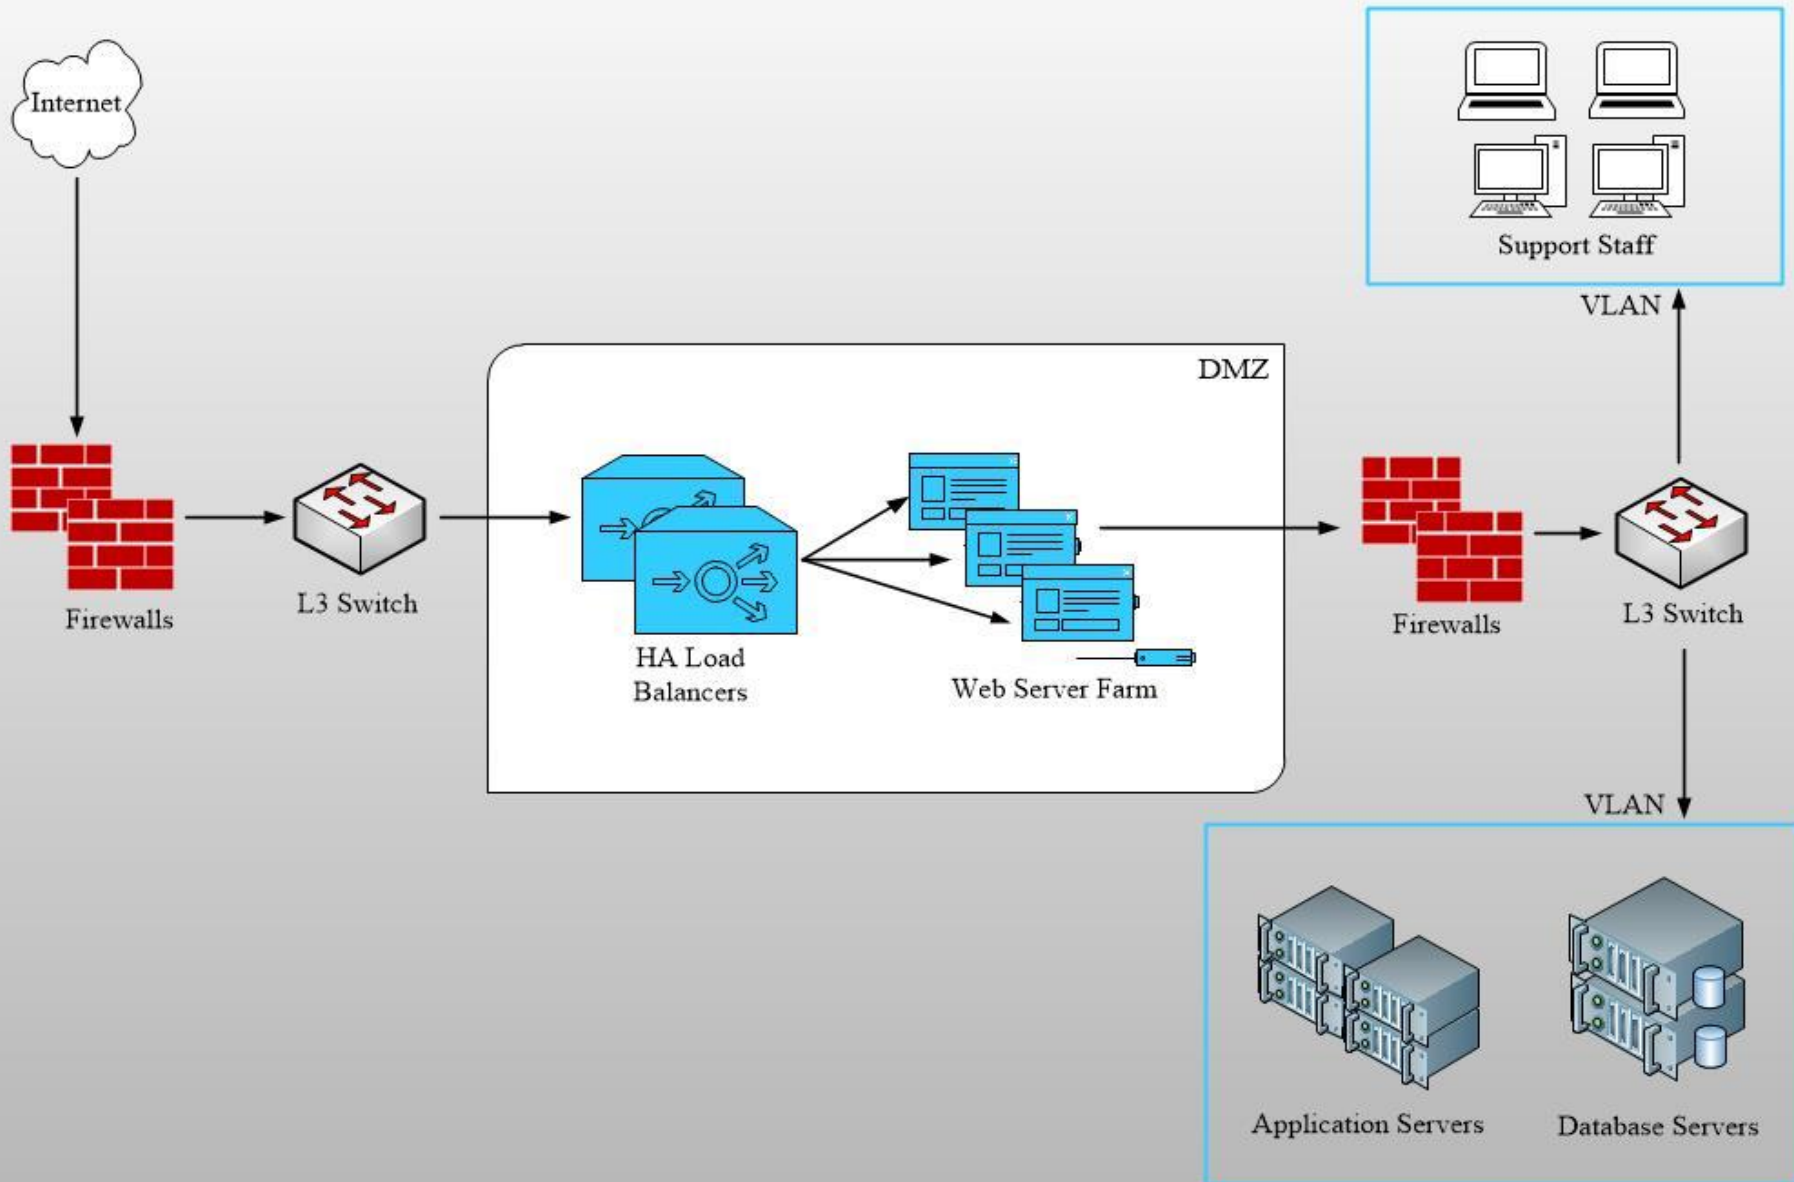 Internet
Support Staff
VLAN
DMZ
Firewalls
L3 Switch
HA Load
Balancers
Web Server Farm
Firewalls
L3 Switch
VLAN
Application Servers
Database Servers